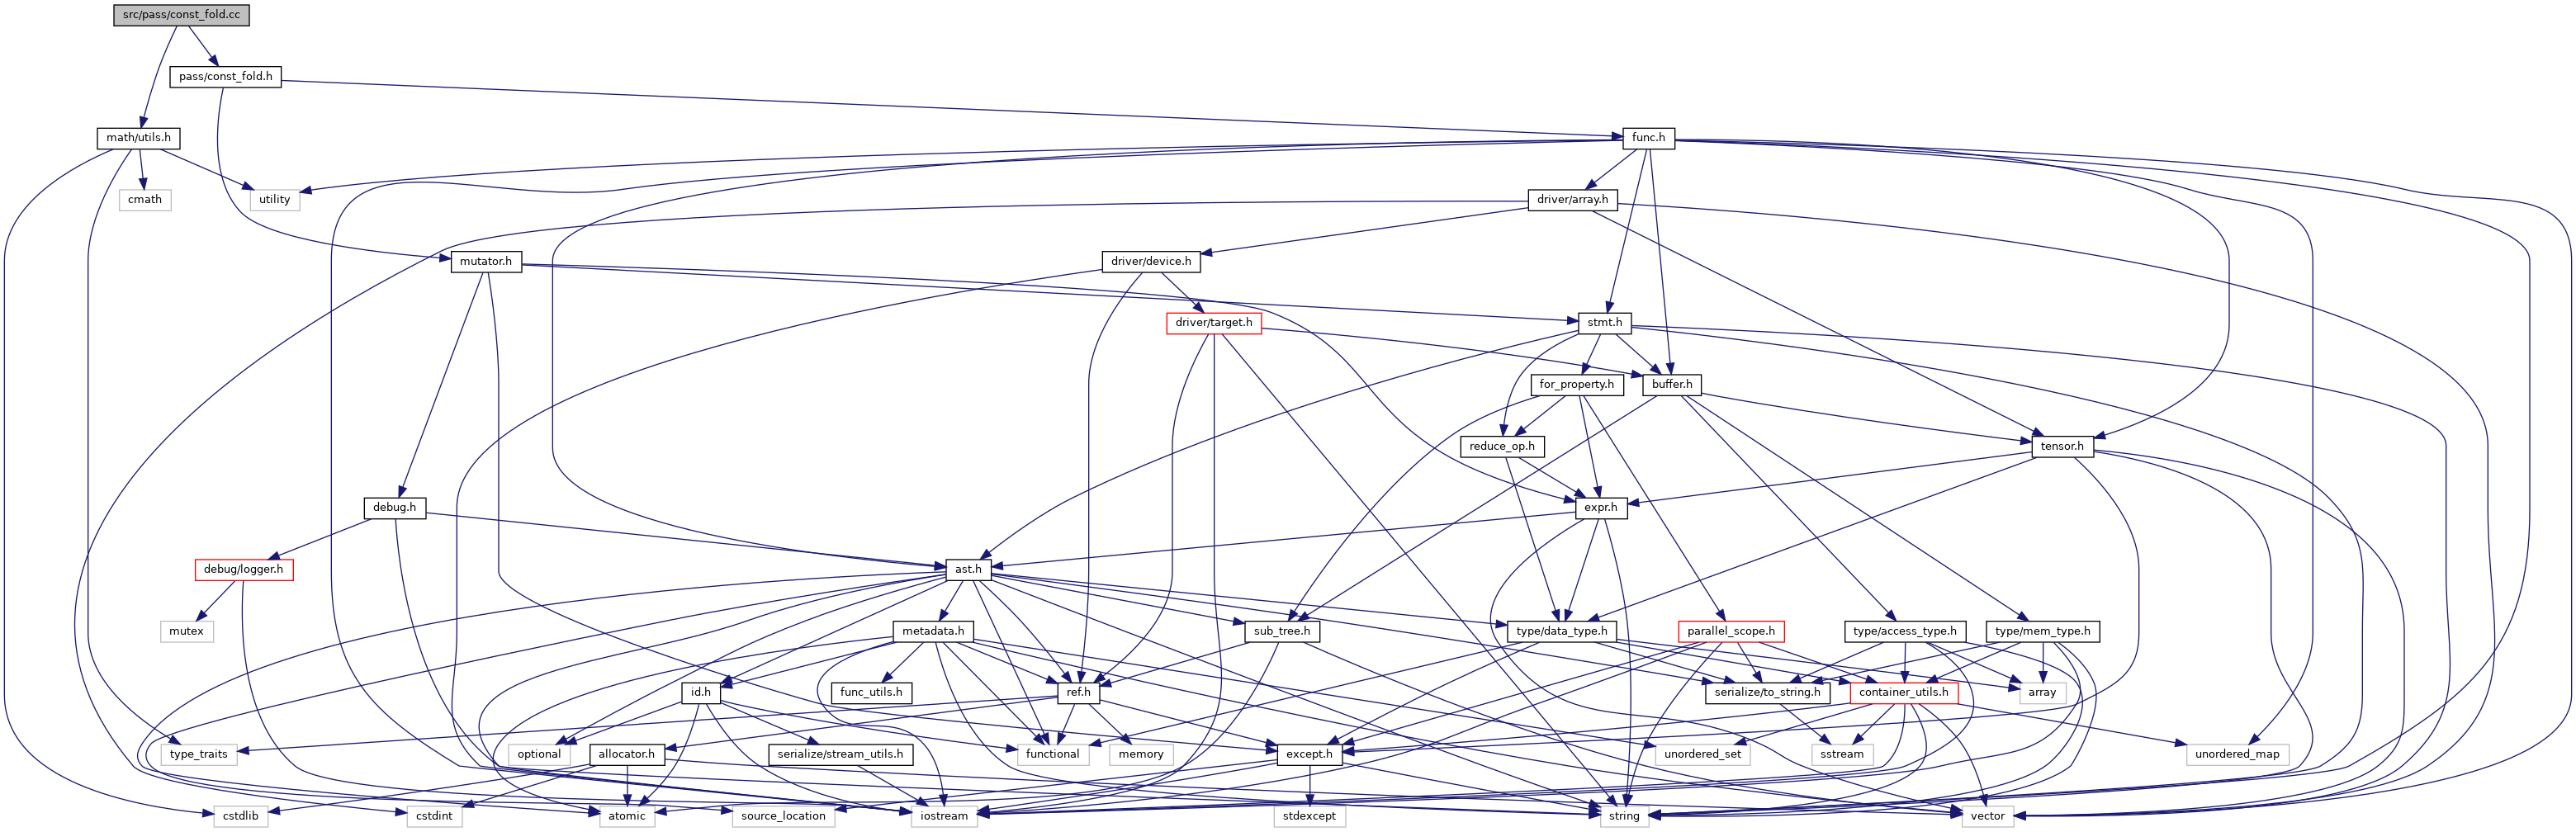 src/pass/const_fold.cc
pass/const_fold.h
math/utils.h
func.h
cmath
utility
driver/array.h
mutator.h
driver/device.h
driver/target.h
stmt.h
for_property.h
buffer.h
reduce_op.h
tensor.h
debug.h
expr.h
debug/logger.h
ast.h
mutex
metadata.h
sub_tree.h
type/data_type.h
parallel_scope.h
type/access_type.h
type/mem_type.h
id.h
func_utils.h
ref.h
serialize/to_string.h
container_utils.h
array
type_traits
optional
allocator.h
serialize/stream_utils.h
functional
memory
except.h
unordered_set
sstream
unordered_map
cstdlib
cstdint
atomic
source_location
iostream
stdexcept
string
vector